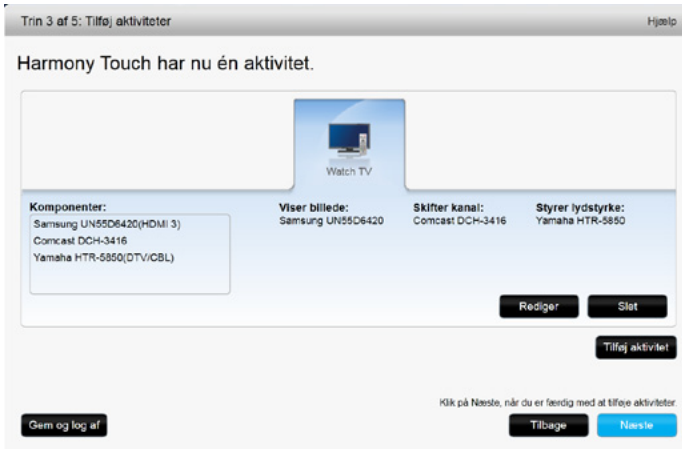 Trin 3 af 5: Tilføj aktiviteter Hjælp
Harmony Touch har nu én aktivitet.
Watch TV
Komponenter:
Samsung UN55D6420(HDMI 3)
Comcast DCH-3416
Yamaha HTR-5850(DTV/CBL)
Viser billede:
Samsung UN55D6420
Skifter kanal:
Comcast DCH-3416
Styrer lydstyrke:
Yamaha HTR-5850
Rediger Slet
Tilføj aktivitet
Klik på Næste, når du er færdig med at tilføje aktiviteter.
Gem og log af Tilbage Næste